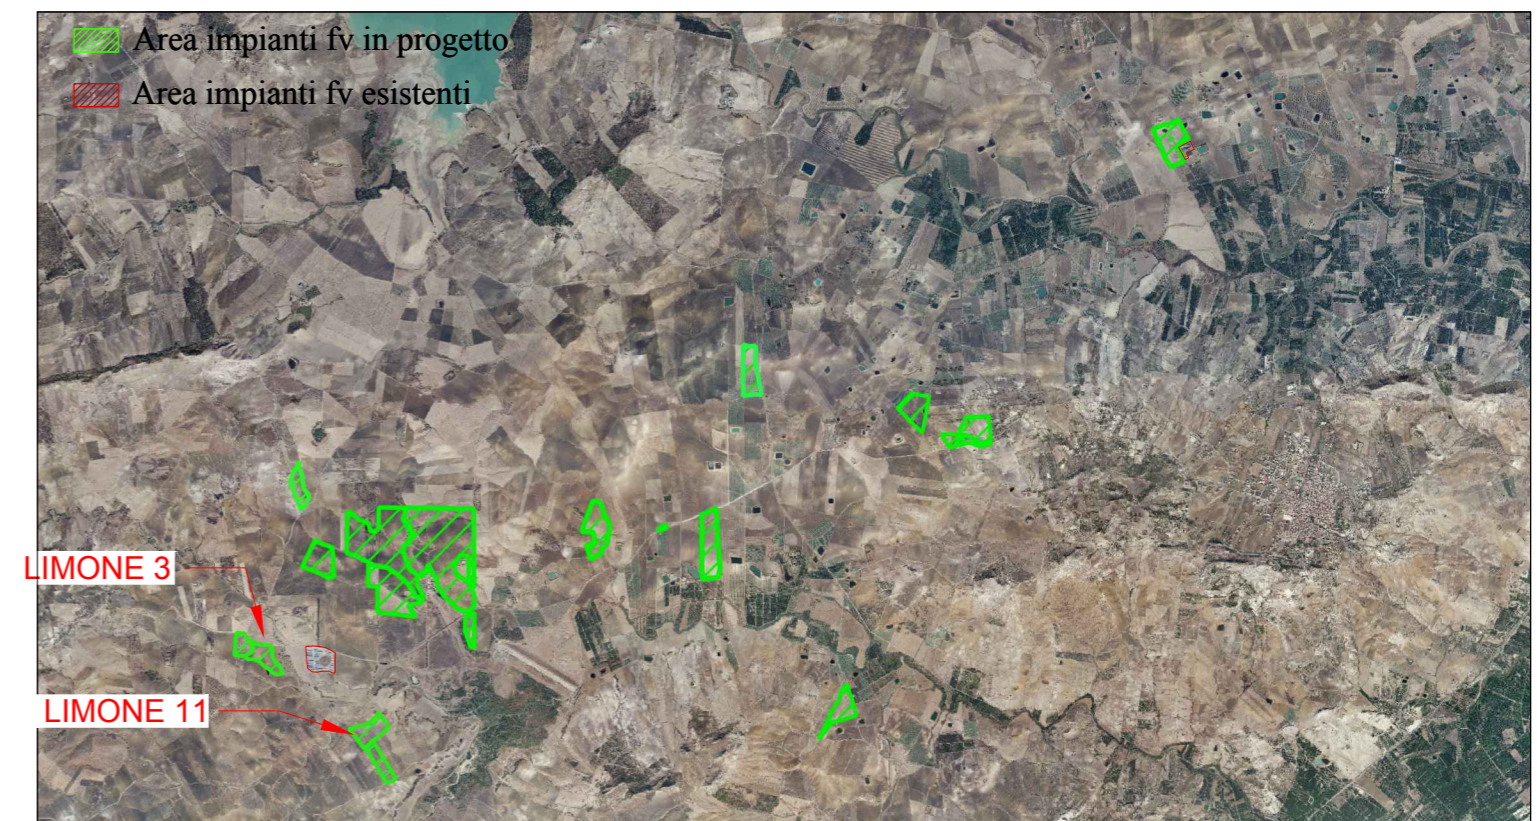 Area impianti fv in progetto
Area impianti fv esistenti
LIMONE 3
LIMONE 11